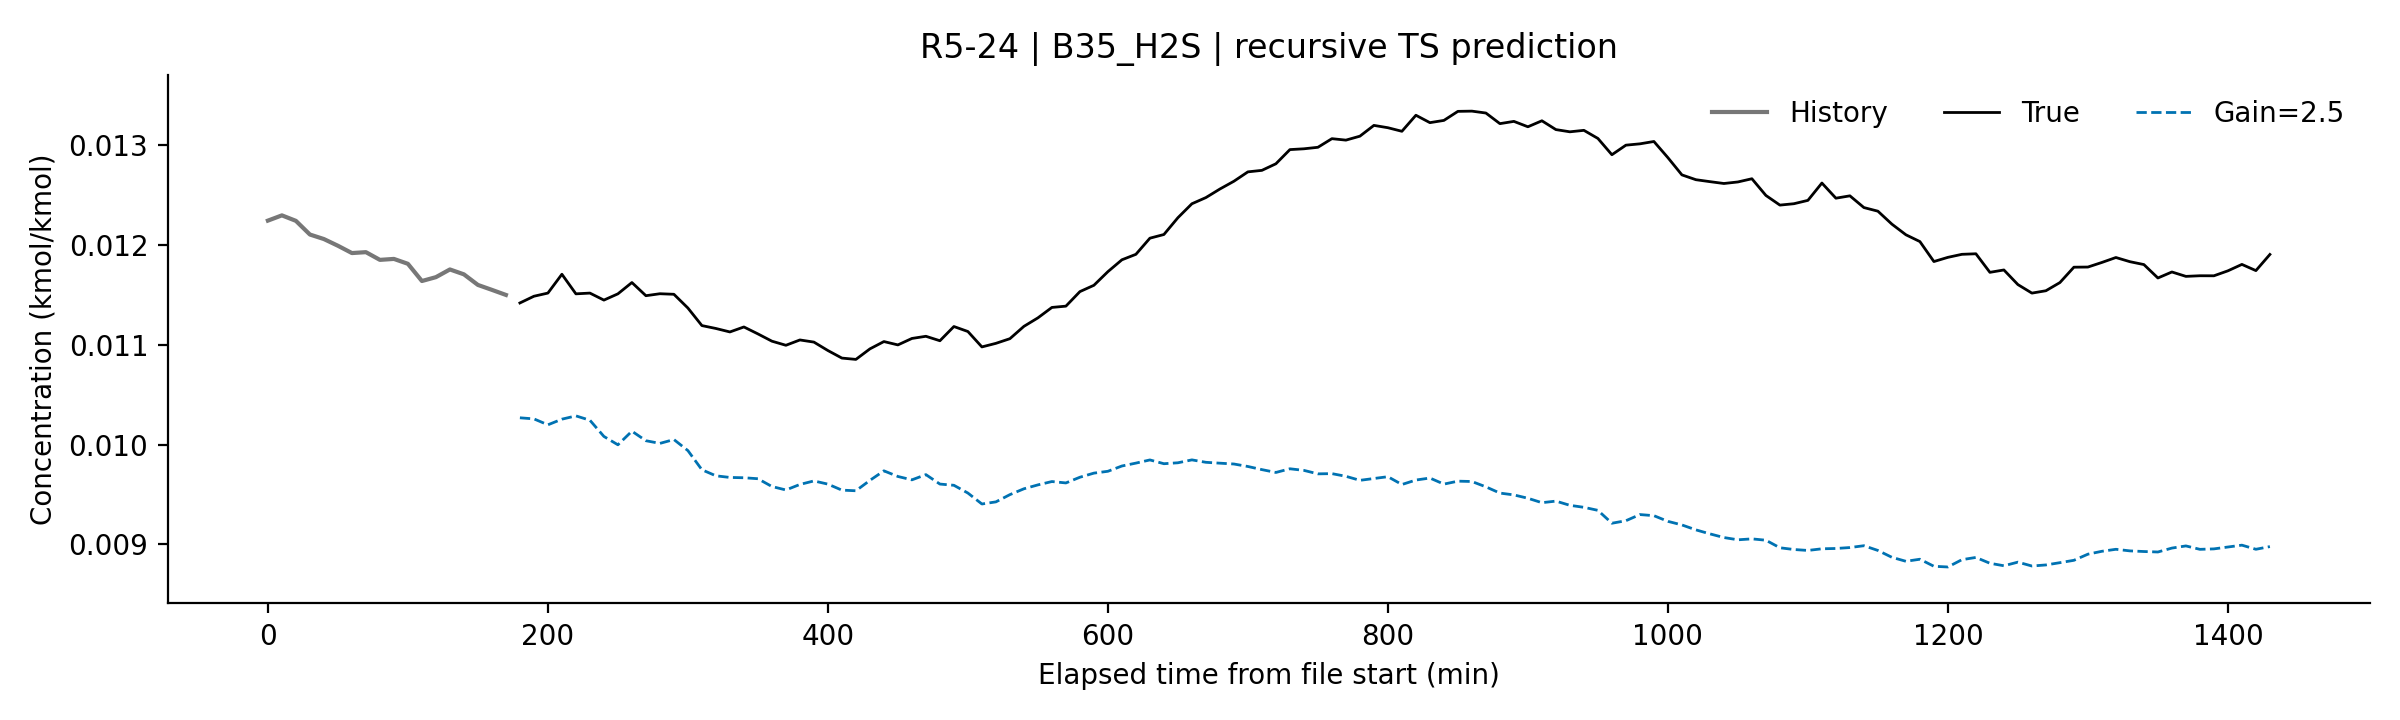 R5-24 | B35_H2S | recursive TS prediction
History
True
Gain=2.5
Concentration (kmol/kmol)
0.013
0.012
0.011
0.010
0.009
0
200
400
600
800
1000
1200
1400
Elapsed time from file start (min)